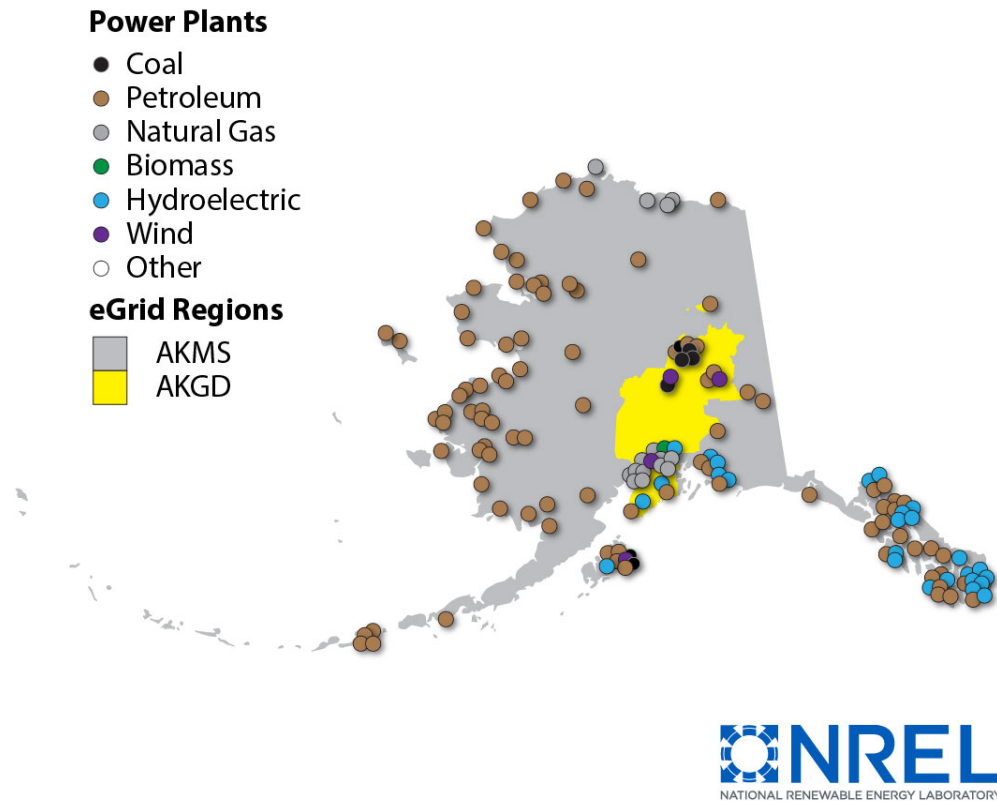 Power Plants
Coal
Petroleum
Natural Gas
Biomass
Hydroelectric
Wind
Other
eGrid Regions
AKMS
AKGD
NREL
NATIONAL RENEWABLE ENERGY LABORATORY